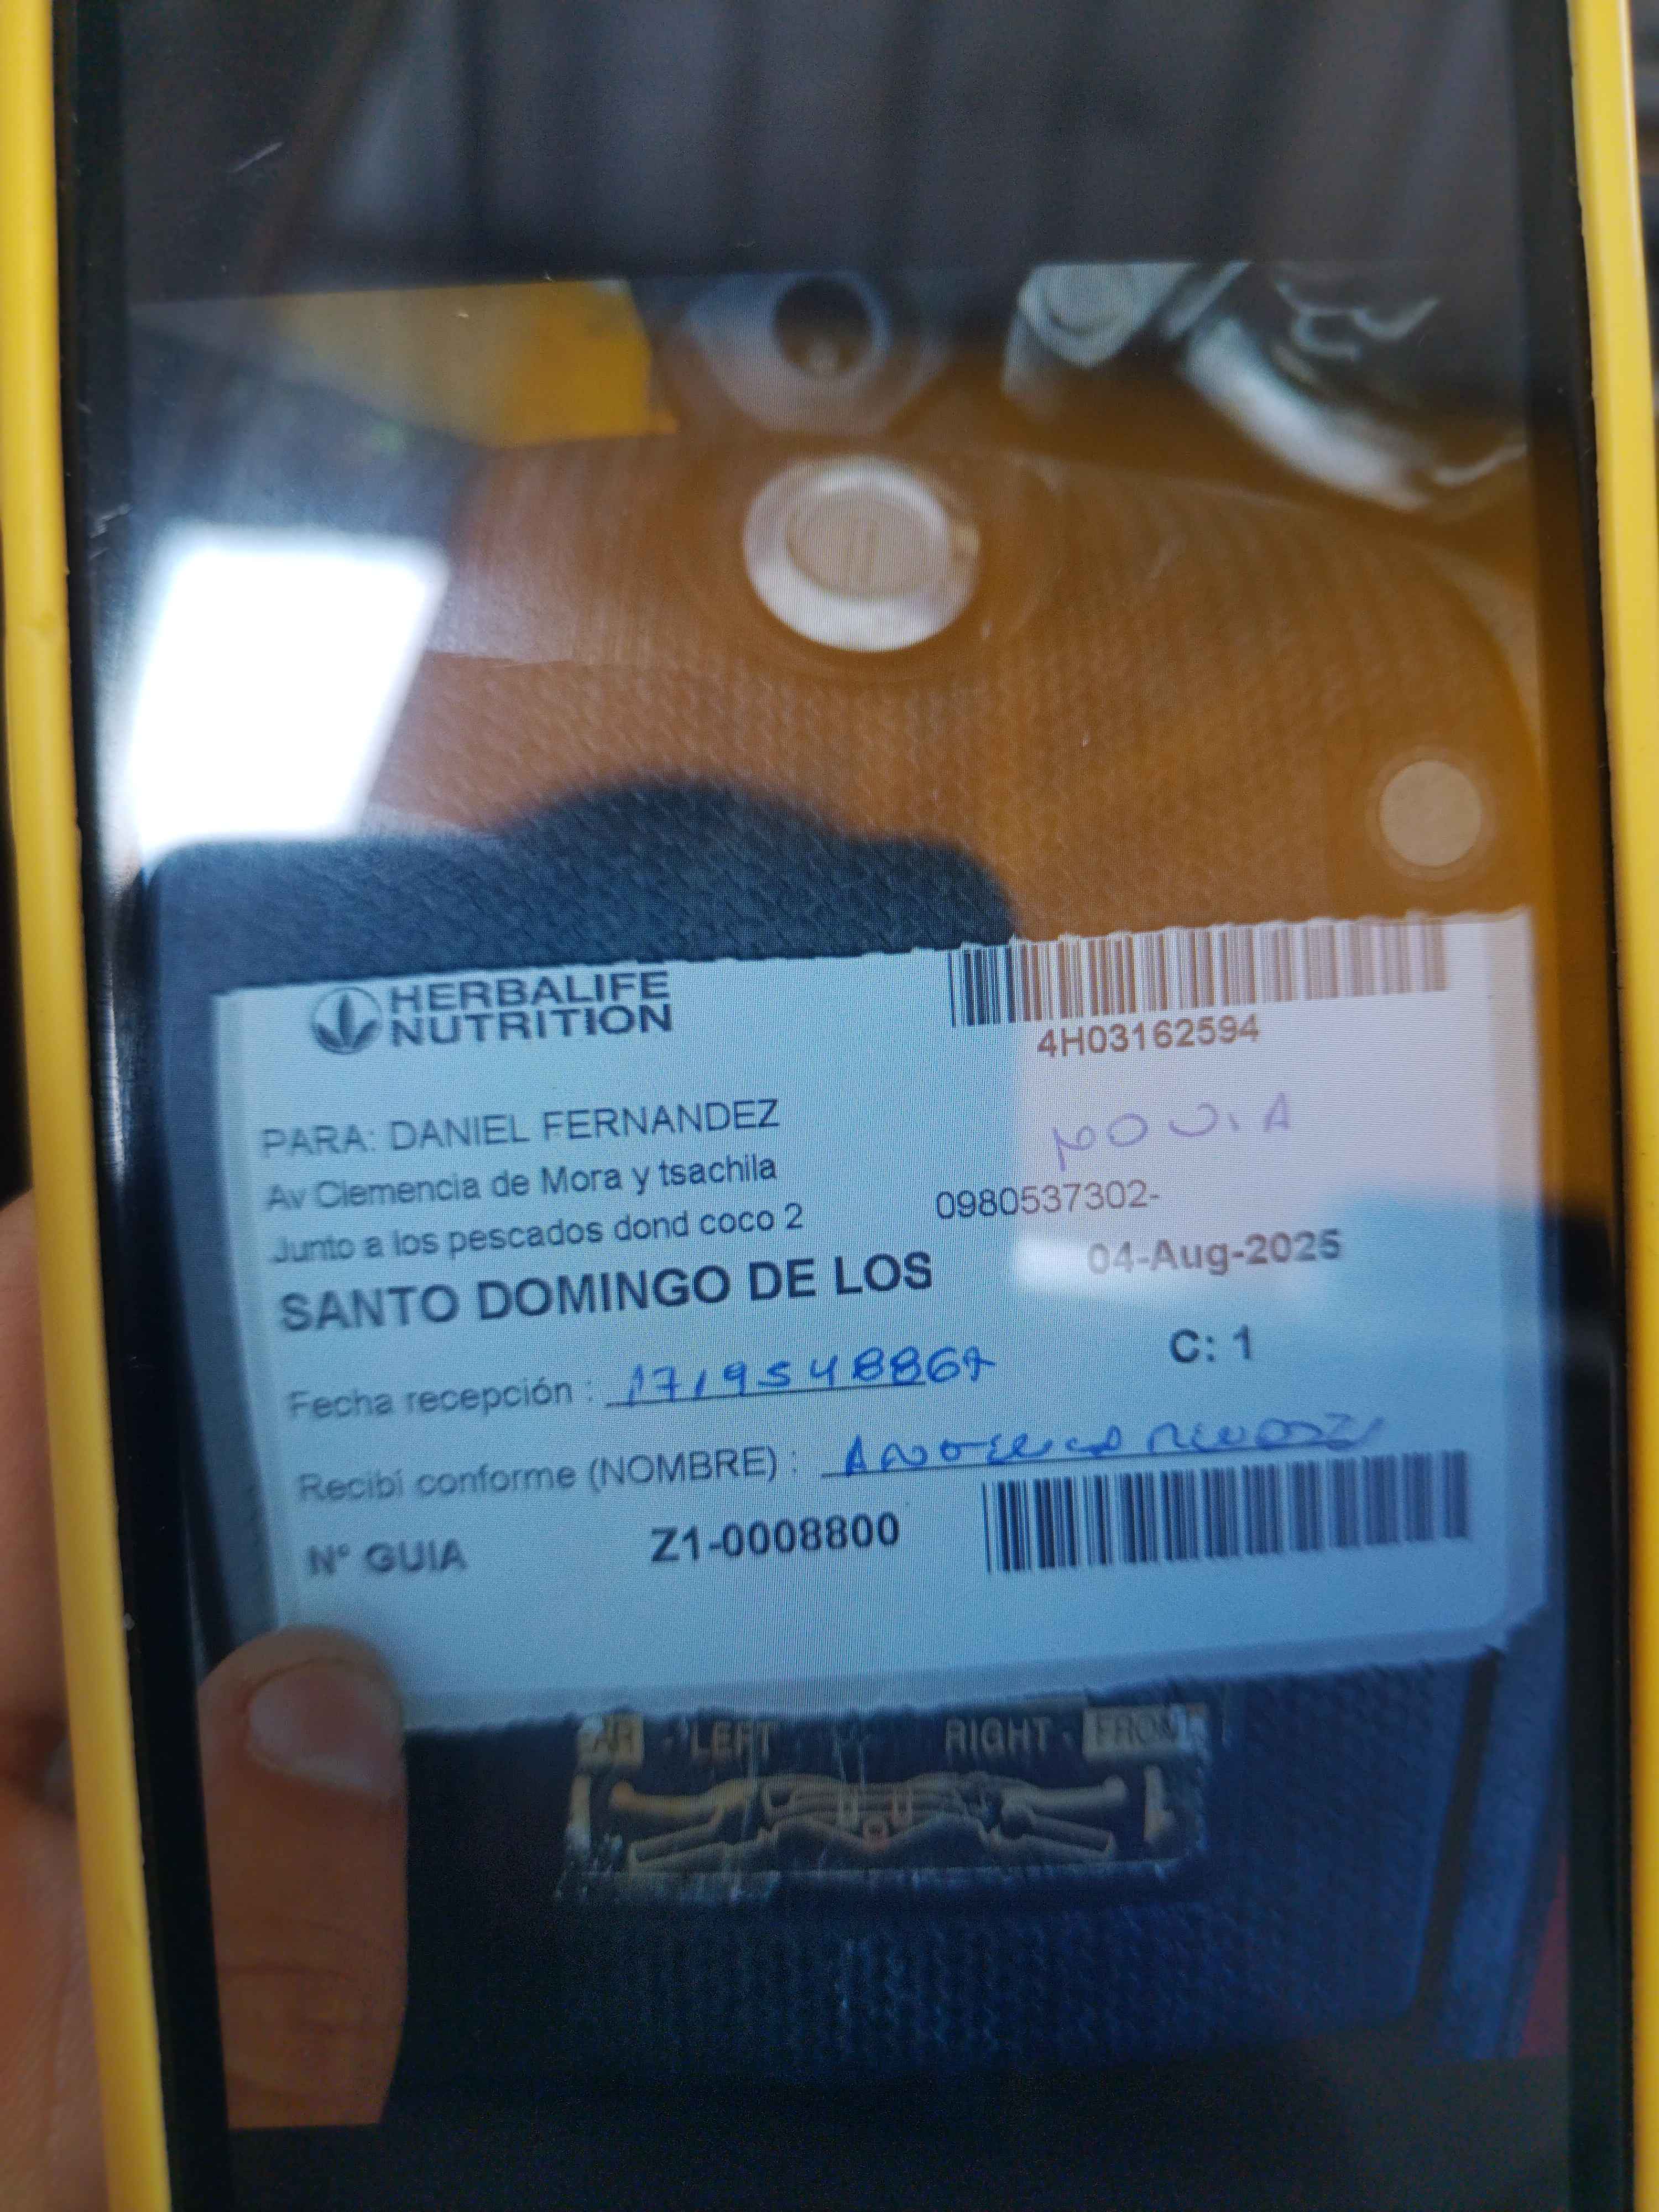 HERBALIFE
NUTRITION
4H03162594
PARA: DANIEL FERNANDEZ
NOVIA
Av Clemencia de Mora y tsachila
Junto a los pescados dond coco 2
0980537302-
SANTO DOMINGO DE LOS
04-Aug-2025
C: 1
Fecha recepción : 1719548867
Recibí conforme (NOMBRE) :
Nº GUIA Z1-0008800
LEFT
RIGHT - FRONT